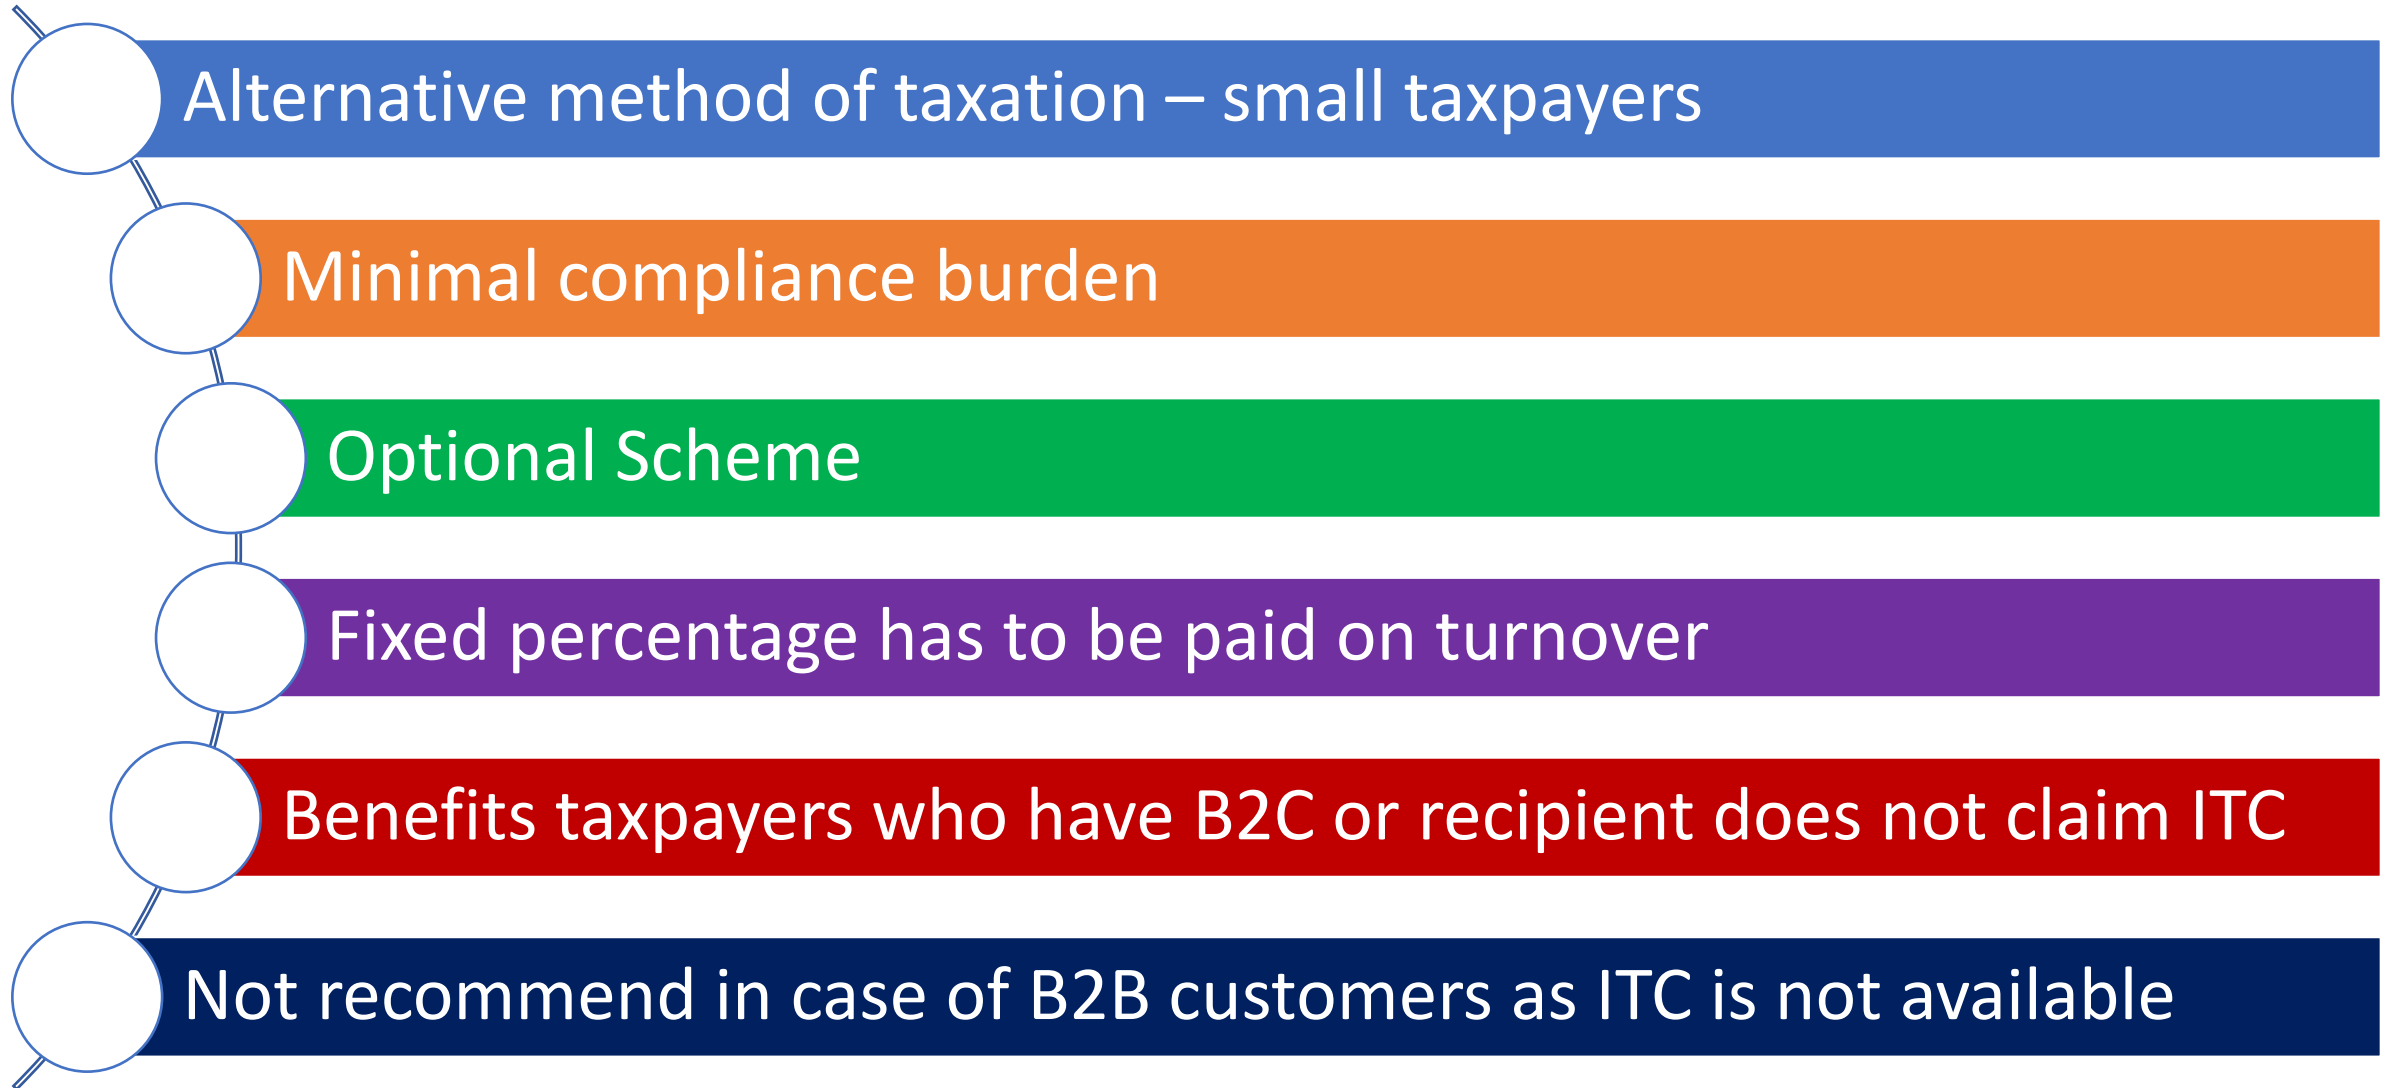 Alternative method of taxation – small taxpayers
Minimal compliance burden
Optional Scheme
Fixed percentage has to be paid on turnover
Benefits taxpayers who have B2C or recipient does not claim ITC
Not recommend in case of B2B customers as ITC is not available